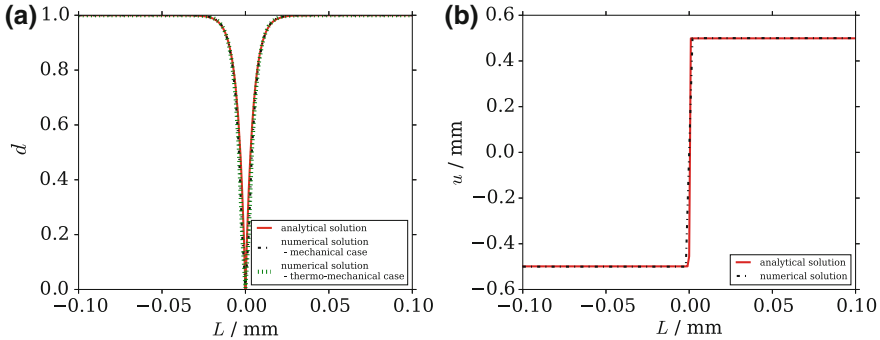 (a)
1.0
0.8
0.6
0.4
0.2
0.0
d
analytical solution
numerical solution
- mechanical case
numerical solution
- thermo-mechanical case
−0.10
−0.05
0.00
0.05
0.10
L / mm
(b)
0.6
0.4
0.2
0.0
−0.2
−0.4
−0.6
u / mm
analytical solution
numerical solution
−0.10
−0.05
0.00
0.05
0.10
L / mm